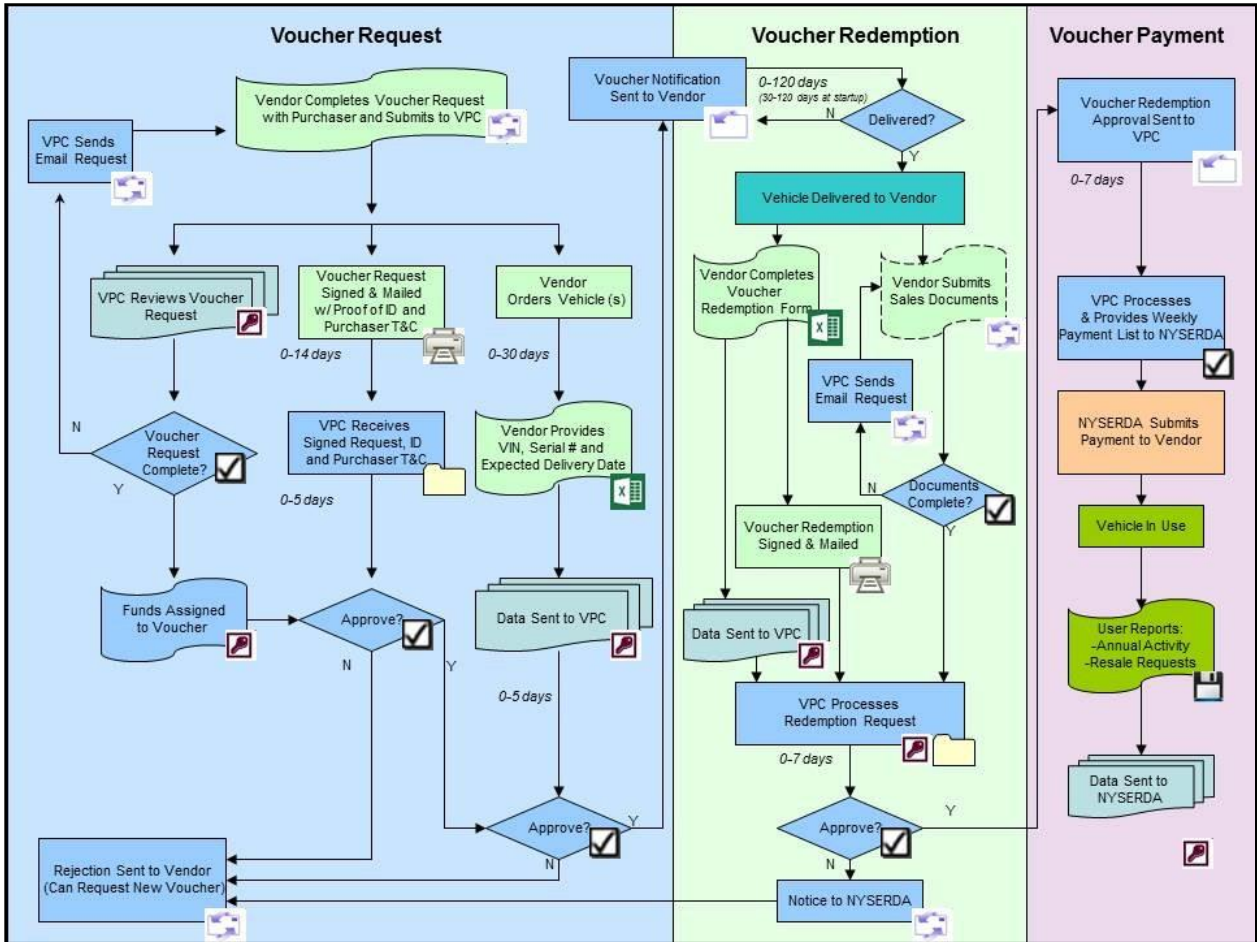 Voucher Request
Voucher Redemption
Voucher Payment
Vendor Completes Voucher Request
with Purchaser and Submits to VPC
VPC Sends
Email Request
VPC Reviews Voucher
Request
Voucher Request
Signed & Mailed
w/ Proof of ID and
Purchaser T&C
Vendor
Orders Vehicle (s)
0-14 days
0-30 days
N
Voucher
Request
Complete?
Y
VPC Receives
Signed Request, ID
and Purchaser T&C
0-5 days
Vendor Provides
VIN, Serial # and
Expected Delivery Date
X
Funds Assigned
to Voucher
Approve?
N
Y
Data Sent to VPC
0-5 days
Approve?
Y
N
Rejection Sent to Vendor
(Can Request New Voucher)
Voucher Notification
Sent to Vendor
0-120 days
(30-120 days at startup)
N
Delivered?
Y
Vehicle Delivered to Vendor
Vendor Completes
Voucher
Redemption Form
X
Vendor Submits
Sales Documents
VPC Sends
Email Request
N
Documents
Complete?
Y
Voucher Redemption
Signed & Mailed
Data Sent to VPC
VPC Processes
Redemption Request
0-7 days
Approve?
Y
N
Notice to NYSERDA
Voucher Redemption
Approval Sent to
VPC
0-7 days
VPC Processes
& Provides Weekly
Payment List to NYSERDA
NYSERDA Submits
Payment to Vendor
Vehicle In Use
User Reports:
-Annual Activity
-Resale Requests
Data Sent to
NYSERDA